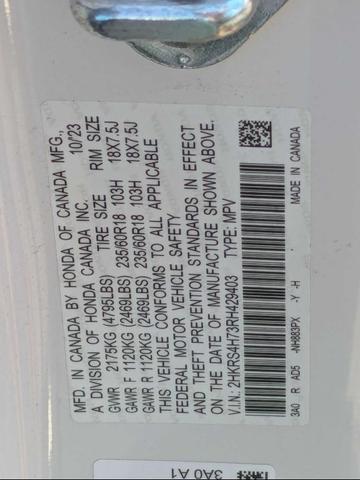 MFD. IN CANADA BY HONDA OF CANADA MFG.,
A DIVISION OF HONDA CANADA INC. 10/23
GVWR 2175KG (4795LBS) TIRE SIZE RIM SIZE
GAWR F 1120KG (2469LBS) 235/60R18 103H 18X7.5J
GAWR R 1120KG (2469LBS) 235/60R18 103H 18X7.5J
THIS VEHICLE CONFORMS TO ALL APPLICABLE
FEDERAL MOTOR VEHICLE SAFETY
AND THEFT PREVENTION STANDARDS IN EFFECT
ON THE DATE OF MANUFACTURE SHOWN ABOVE.
V.I.N: 2HKRS4H73RH429403 TYPE: MPV
3A0 R AD5 -NH883PX -Y -H MADE IN CANADA
3A0 A1